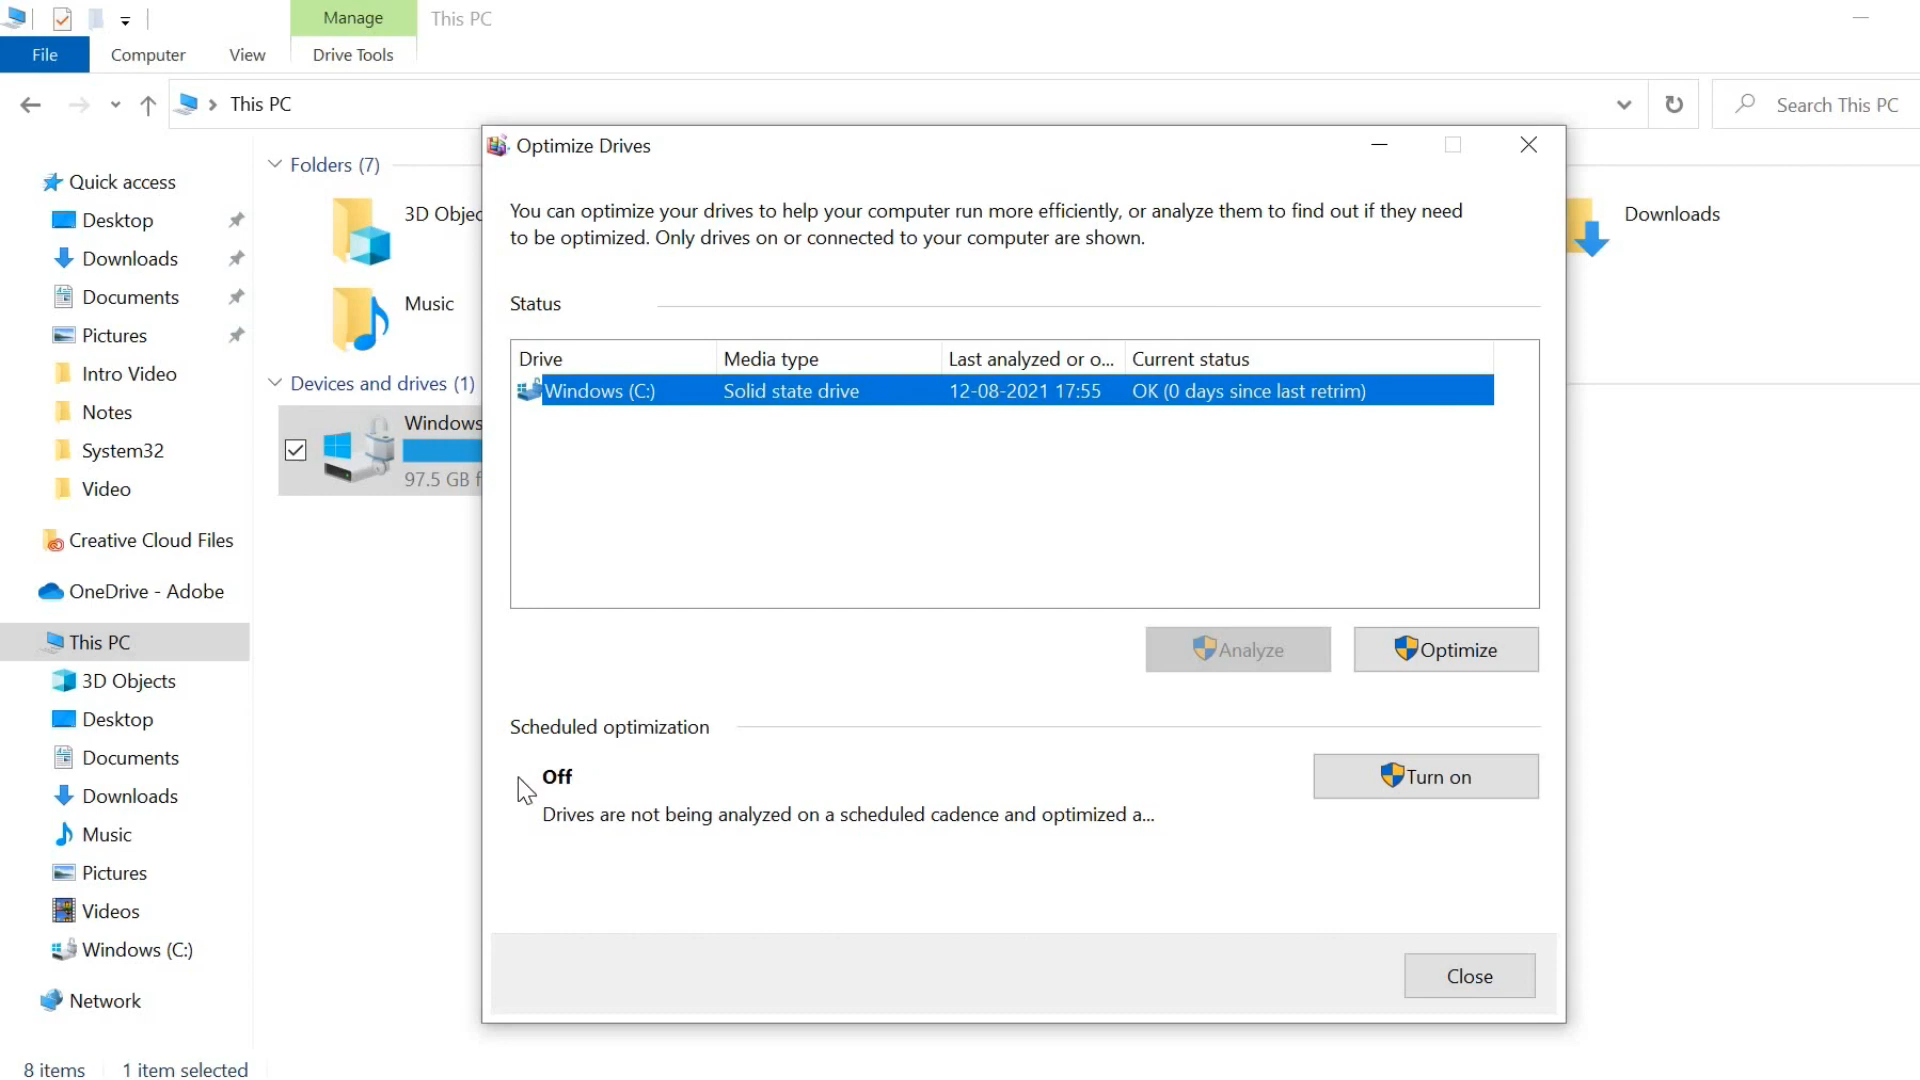 Manage
This PC
File
Computer
View
Drive Tools
This PC
Search This PC
Quick access
Desktop
Downloads
Documents
Pictures
Intro Video
Notes
System32
Video
Creative Cloud Files
OneDrive - Adobe
This PC
3D Objects
Desktop
Documents
Downloads
Music
Pictures
Videos
Windows (C:)
Network
Folders (7)
3D Objec
Music
Downloads
Devices and drives (1)
Windows
97.5 GB f
Optimize Drives
You can optimize your drives to help your computer run more efficiently, or analyze them to find out if they need
to be optimized. Only drives on or connected to your computer are shown.
Status
Drive Media type Last analyzed or o... Current status
Windows (C:) Solid state drive 12-08-2021 17:55 OK (0 days since last retrim)
Analyze
Optimize
Scheduled optimization
Off
Turn on
Drives are not being analyzed on a scheduled cadence and optimized a...
Close
8 items
1 item selected